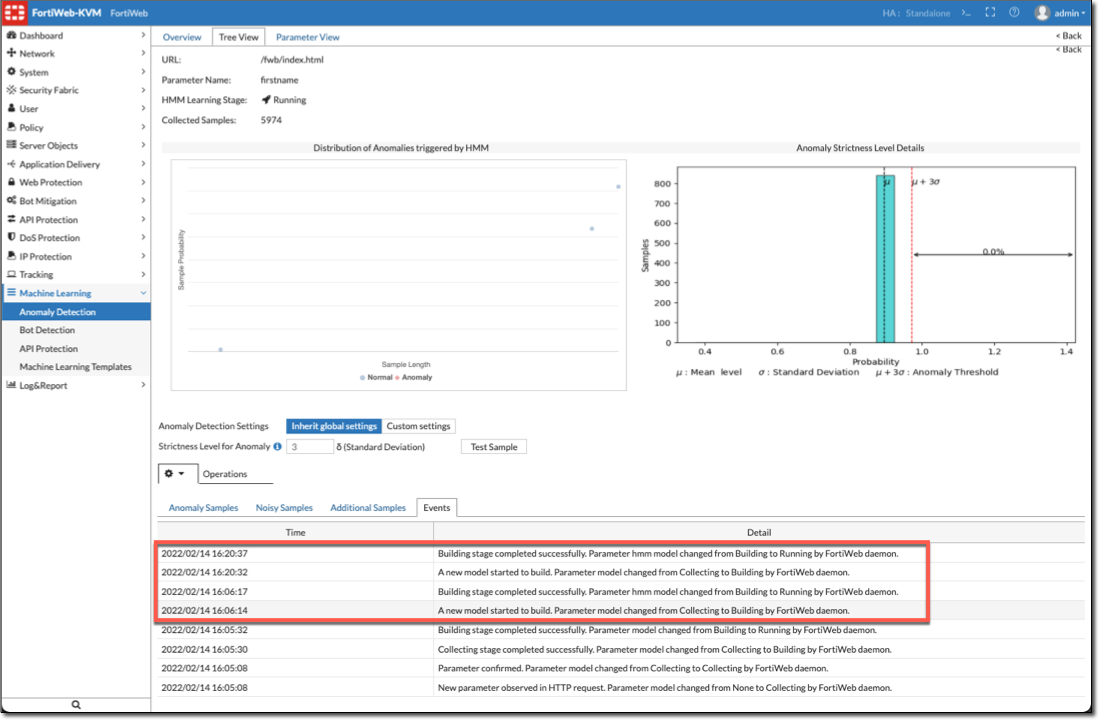 FortiWeb-KVM FortiWeb HA: Standalone >_ admin
Dashboard
Network
System
Security Fabric
User
Policy
Server Objects
Application Delivery
Web Protection
Bot Mitigation
API Protection
DoS Protection
IP Protection
Tracking
Machine Learning
Anomaly Detection
Bot Detection
API Protection
Machine Learning Templates
Log&Report
Overview Tree View Parameter View < Back
< Back
URL: /fwb/index.html
Parameter Name: firstname
HMM Learning Stage: Running
Collected Samples: 5974
Distribution of Anomalies triggered by HMM
Sample Probability
Sample Length
Normal Anomaly
Anomaly Strictness Level Details
Samples
800
700
600
500
400
300
200
100
0
μ μ + 3σ
0.0%
0.4 0.6 0.8 1.0 1.2 1.4
Probability
μ : Mean level σ : Standard Deviation μ + 3σ : Anomaly Threshold
Anomaly Detection Settings Inherit global settings Custom settings
Strictness Level for Anomaly 3 δ (Standard Deviation) Test Sample
Operations
Anomaly Samples Noisy Samples Additional Samples Events
Time Detail
2022/02/14 16:20:37 Building stage completed successfully. Parameter hmm model changed from Building to Running by FortiWeb daemon.
2022/02/14 16:20:32 A new model started to build. Parameter model changed from Collecting to Building by FortiWeb daemon.
2022/02/14 16:06:17 Building stage completed successfully. Parameter hmm model changed from Building to Running by FortiWeb daemon.
2022/02/14 16:06:14 A new model started to build. Parameter model changed from Collecting to Building by FortiWeb daemon.
2022/02/14 16:05:32 Building stage completed successfully. Parameter model changed from Building to Running by FortiWeb daemon.
2022/02/14 16:05:30 Collecting stage completed successfully. Parameter model changed from Collecting to Building by FortiWeb daemon.
2022/02/14 16:05:08 Parameter confirmed. Parameter model changed from Collecting to Collecting by FortiWeb daemon.
2022/02/14 16:05:08 New parameter observed in HTTP request. Parameter model changed from None to Collecting by FortiWeb daemon.